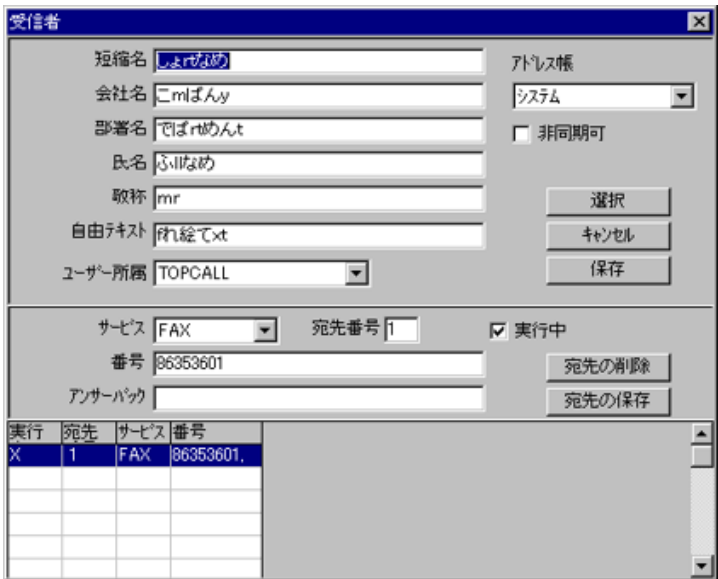 受信者
短縮名 しょrtなめ
会社名 こmぱんy
部署名 でぱrtめんt
氏名 ふllなめ
敬称 mr
自由テキスト fれ絵てxt
ユーザー所属 TOPCALL
アドレス帳
システム
非同期可
選択
キャンセル
保存
サービス FAX 宛先番号 1 実行中
番号 86353601
アンサーバック
宛先の削除
宛先の保存
実行 宛先 サービス 番号
X 1 FAX 86353601,